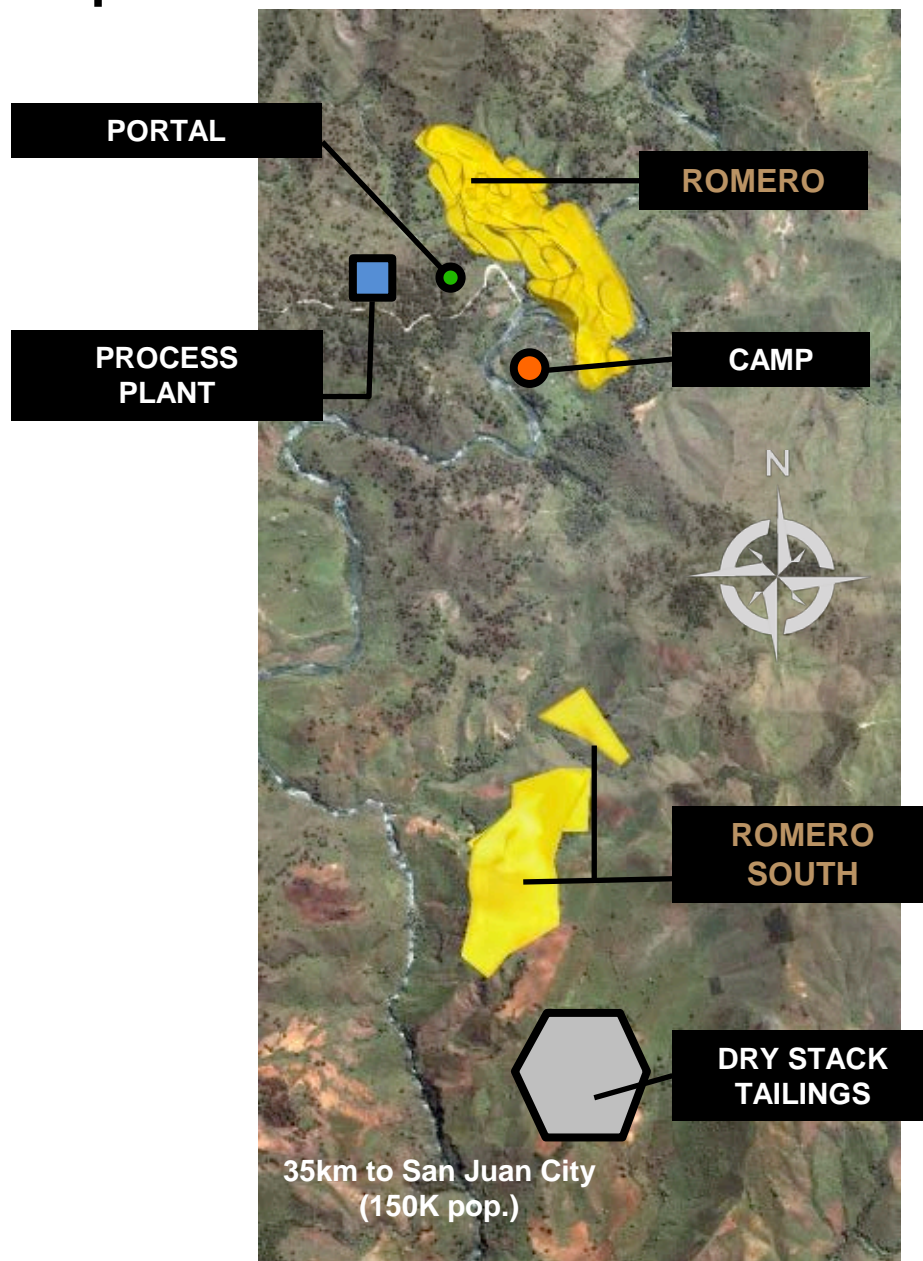 PORTAL
ROMERO
PROCESS
PLANT
CAMP
N
ROMERO
SOUTH
DRY STACK
TAILINGS
35km to San Juan City
(150K pop.)